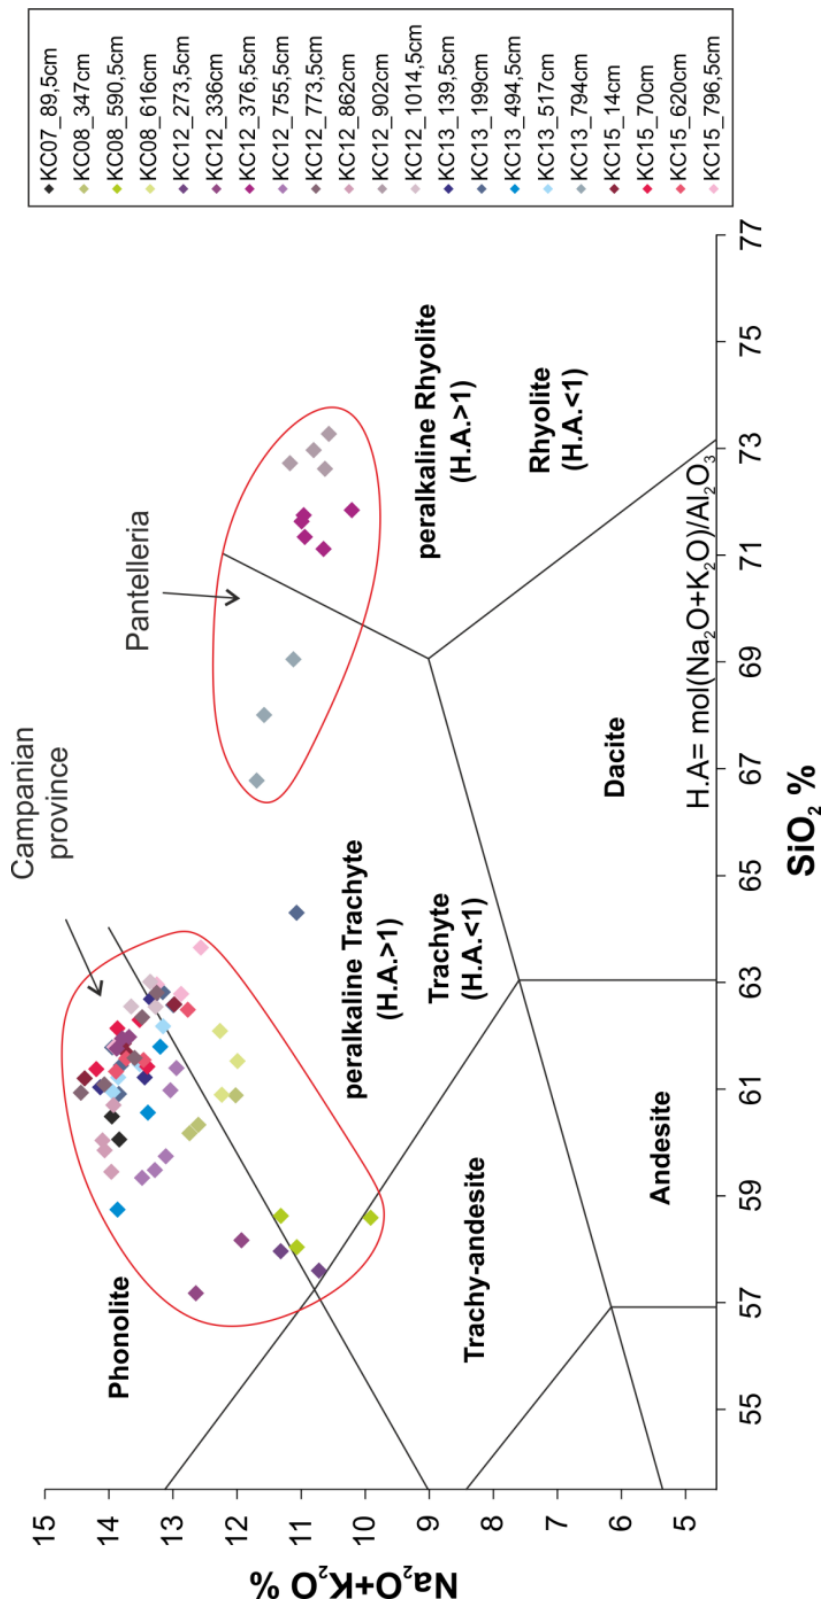 Na₂O+K₂O %
15
14
13
12
11
10
9
8
7
6
5
55
57
59
61
63
65
67
69
71
73
75
77
SiO₂ %
Campanian
province
Pantelleria
Phonolite
Trachy-andesite
Andesite
peralkaline Trachyte
(H.A.>1)
Trachyte
(H.A.<1)
Dacite
peralkaline Rhyolite
(H.A.>1)
Rhyolite
(H.A.<1)
H.A= mol(Na₂O+K₂O)/Al₂O₃
KC07_89,5cm
KC08_347cm
KC08_590,5cm
KC08_616cm
KC12_273,5cm
KC12_336cm
KC12_376,5cm
KC12_755,5cm
KC12_773,5cm
KC12_862cm
KC12_902cm
KC12_1014,5cm
KC13_139,5cm
KC13_199cm
KC13_494,5cm
KC13_517cm
KC13_794cm
KC15_14cm
KC15_70cm
KC15_620cm
KC15_796,5cm